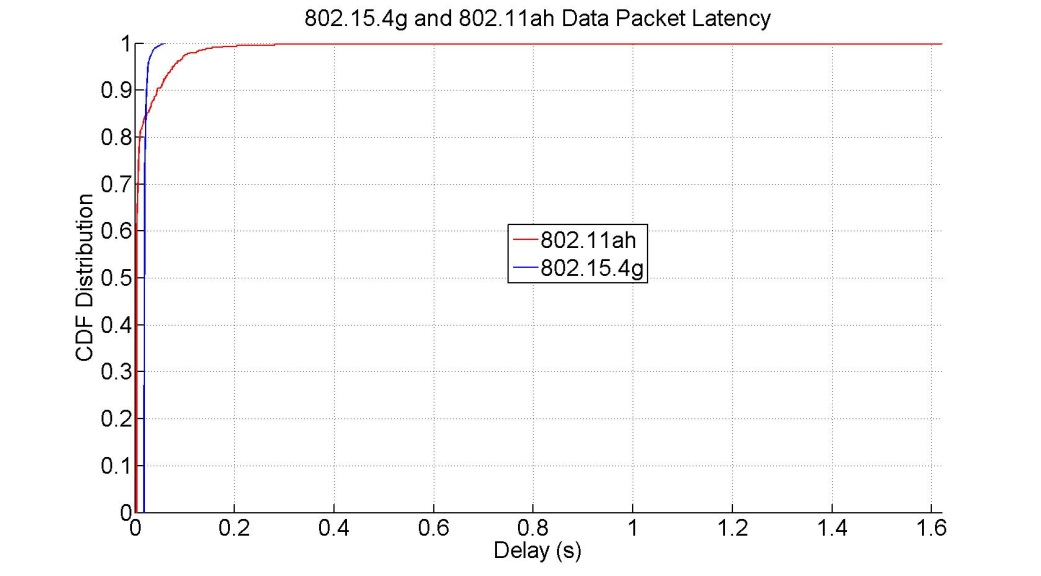 802.15.4g and 802.11ah Data Packet Latency
1
0.9
0.8
0.7
0.6
0.5
0.4
0.3
0.2
0.1
0
CDF Distribution
802.11ah
802.15.4g
0 0.2 0.4 0.6 0.8 1 1.2 1.4 1.6
Delay (s)